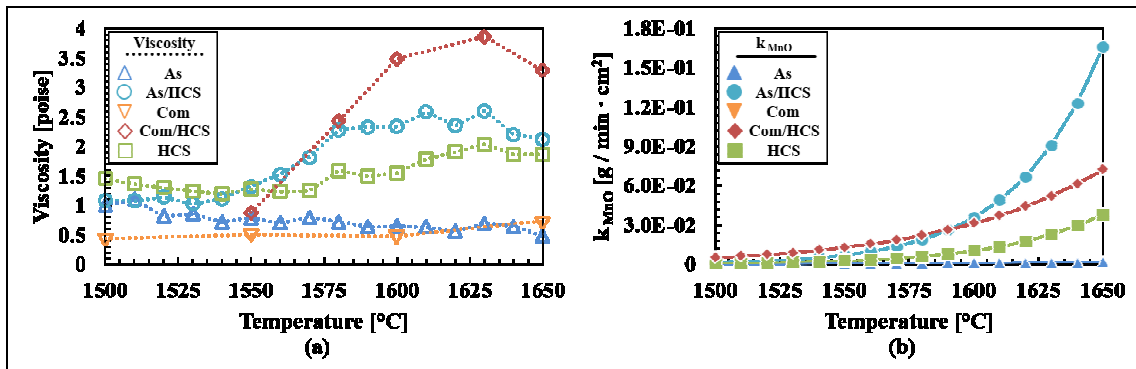 4
3.5
3
2.5
2
1.5
1
0.5
0
Viscosity [poise]
Viscosity
As
As/HCS
Com
Com/HCS
HCS
1500
1525
1550
1575
1600
1625
1650
Temperature [°C]
(a)
1.8E-01
1.5E-01
1.2E-01
9.0E-02
6.0E-02
3.0E-02
0
k MnO [g / min · cm²]
k MnO
As
As/HCS
Com
Com/HCS
HCS
1500
1525
1550
1575
1600
1625
1650
Temperature [°C]
(b)